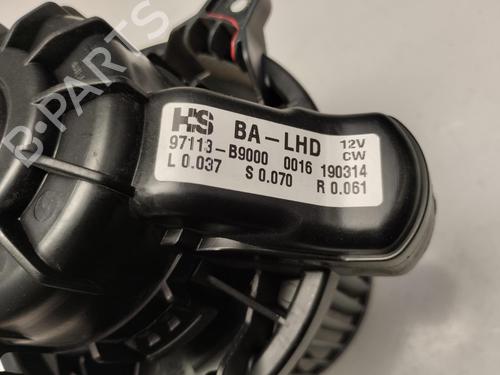 HS BA-LHD 12V
CW
97113-B9000 0016 190314
L 0.037 S 0.070 R 0.061
B-PARTS